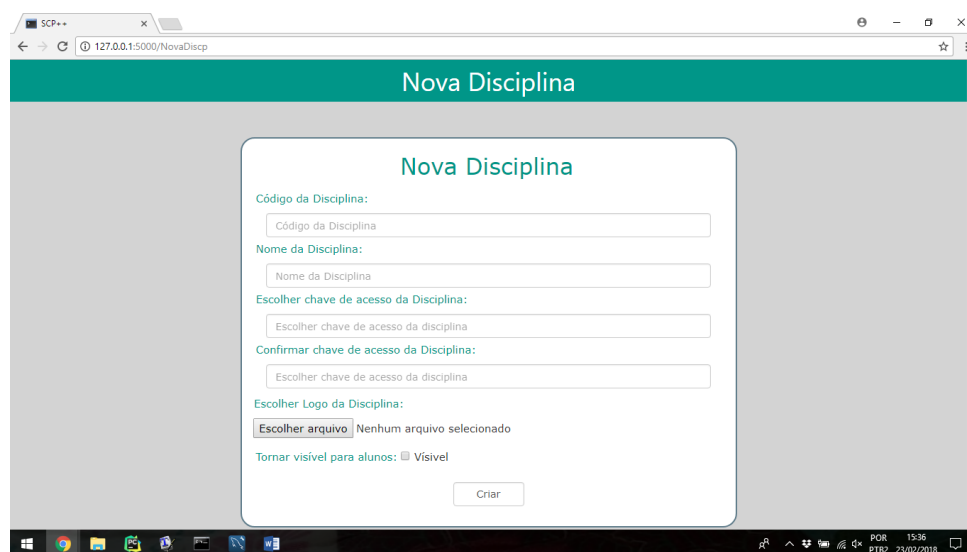 SCP++
127.0.0.1:5000/NovaDiscp
Nova Disciplina
Nova Disciplina
Código da Disciplina:
Código da Disciplina
Nome da Disciplina:
Nome da Disciplina
Escolher chave de acesso da Disciplina:
Escolher chave de acesso da disciplina
Confirmar chave de acesso da Disciplina:
Escolher chave de acesso da disciplina
Escolher Logo da Disciplina:
Escolher arquivo Nenhum arquivo selecionado
Tornar visível para alunos: Vísivel
Criar
POR 15:36
PTB2 23/02/2018